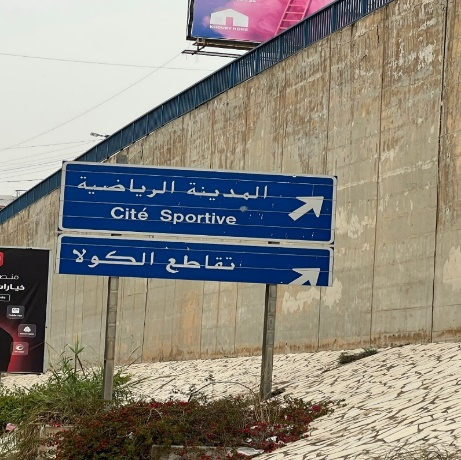 المدينة الرياضية
Cité Sportive
تقاطع الكولا